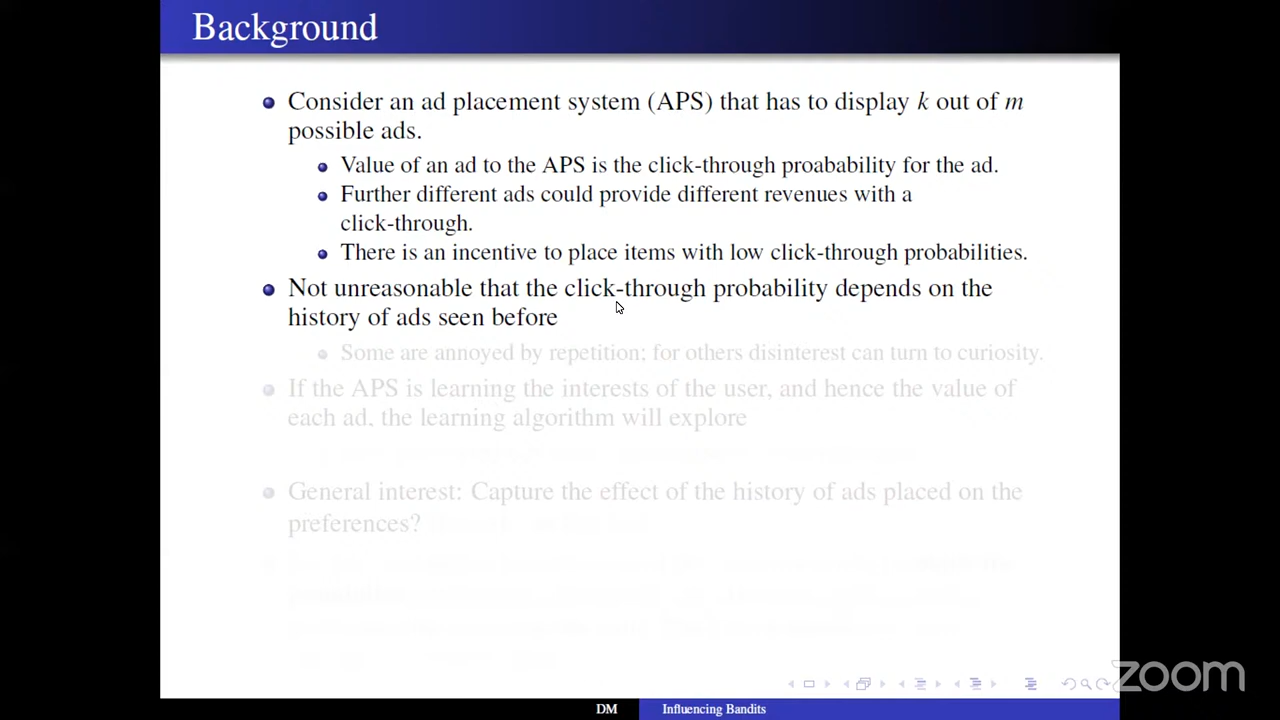 Background
Consider an ad placement system (APS) that has to display k out of m
possible ads.
Value of an ad to the APS is the click-through proabability for the ad.
Further different ads could provide different revenues with a
click-through.
There is an incentive to place items with low click-through probabilities.
Not unreasonable that the click-through probability depends on the
history of ads seen before
Some are annoyed by repetition; for others disinterest can turn to curiosity.
If the APS is learning the interests of the user, and hence the value of
each ad, the learning algorithm will explore
General interest: Capture the effect of the history of ads placed on the
preferences?
zoom
DM Influencing Bandits